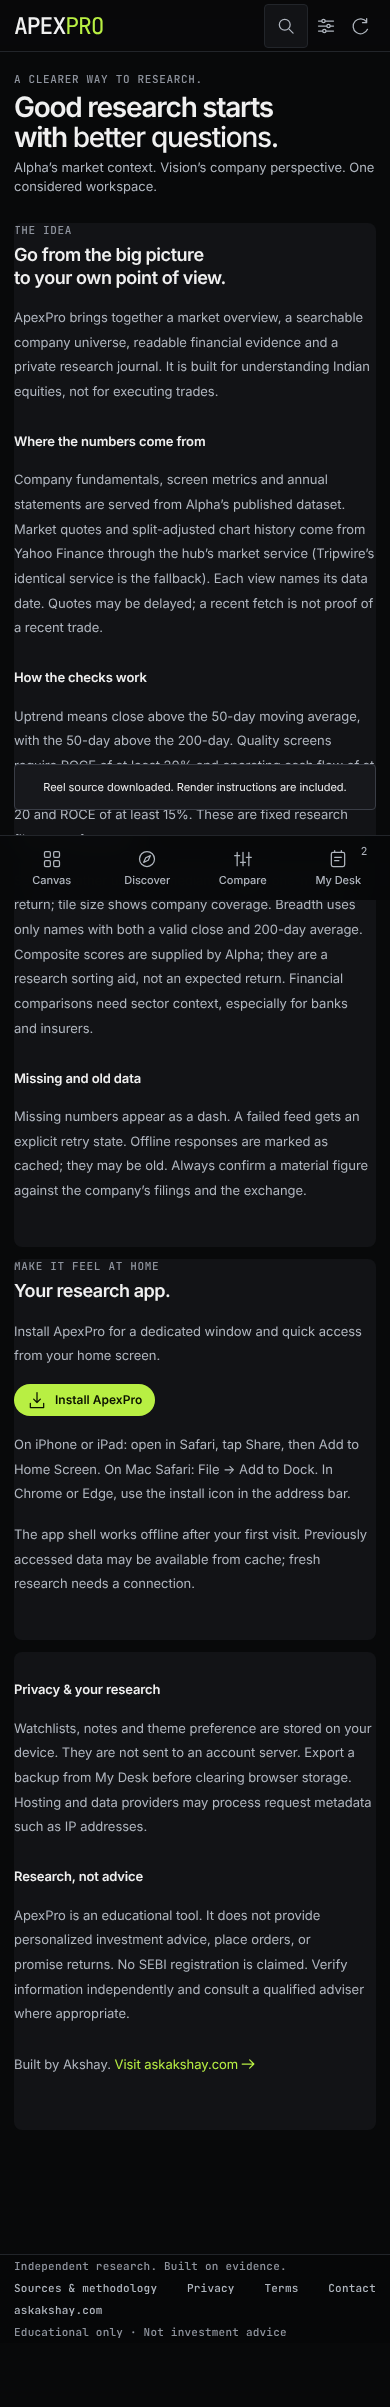 APEXPRO
A CLEARER WAY TO RESEARCH.
Good research starts
with better questions.
Alpha’s market context. Vision’s company perspective. One
considered workspace.
THE IDEA
Go from the big picture
to your own point of view.
ApexPro brings together a market overview, a searchable
company universe, readable financial evidence and a
private research journal. It is built for understanding Indian
equities, not for executing trades.
Where the numbers come from
Company fundamentals, screen metrics and annual
statements are served from Alpha’s published dataset.
Market quotes and split-adjusted chart history come from
Yahoo Finance through the hub’s market service (Tripwire’s
identical service is the fallback). Each view names its data
date. Quotes may be delayed; a recent fetch is not proof of
a recent trade.
How the checks work
Uptrend means close above the 50-day moving average,
with the 50-day above the 200-day. Quality screens
Reel source downloaded. Render instructions are included.
20 and ROCE of at least 15%. These are fixed research
Canvas
Discover
Compare
My Desk
2
return; tile size shows company coverage. Breadth uses
only names with both a valid close and 200-day average.
Composite scores are supplied by Alpha; they are a
research sorting aid, not an expected return. Financial
comparisons need sector context, especially for banks
and insurers.
Missing and old data
Missing numbers appear as a dash. A failed feed gets an
explicit retry state. Offline responses are marked as
cached; they may be old. Always confirm a material figure
against the company’s filings and the exchange.
MAKE IT FEEL AT HOME
Your research app.
Install ApexPro for a dedicated window and quick access
from your home screen.
Install ApexPro
On iPhone or iPad: open in Safari, tap Share, then Add to
Home Screen. On Mac Safari: File → Add to Dock. In
Chrome or Edge, use the install icon in the address bar.
The app shell works offline after your first visit. Previously
accessed data may be available from cache; fresh
research needs a connection.
Privacy & your research
Watchlists, notes and theme preference are stored on your
device. They are not sent to an account server. Export a
backup from My Desk before clearing browser storage.
Hosting and data providers may process request metadata
such as IP addresses.
Research, not advice
ApexPro is an educational tool. It does not provide
personalized investment advice, place orders, or
promise returns. No SEBI registration is claimed. Verify
information independently and consult a qualified adviser
where appropriate.
Built by Akshay. Visit askakshay.com →
Independent research. Built on evidence.
Sources & methodology Privacy Terms Contact
askakshay.com
Educational only · Not investment advice